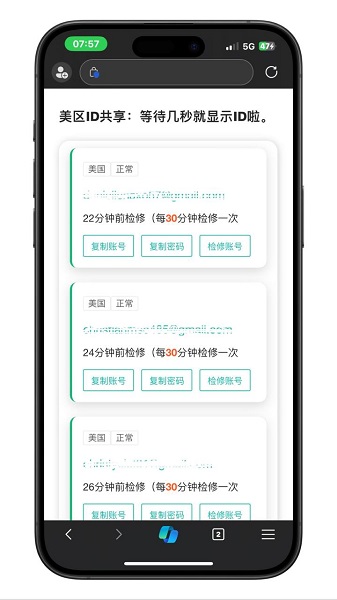 07:57
5G 47
美区ID共享：等待几秒就显示ID啦。
美国 正常
22分钟前检修（每30分钟检修一次
复制账号 复制密码 检修账号
美国 正常
24分钟前检修（每30分钟检修一次
复制账号 复制密码 检修账号
美国 正常
26分钟前检修（每30分钟检修一次
复制账号 复制密码 检修账号
2